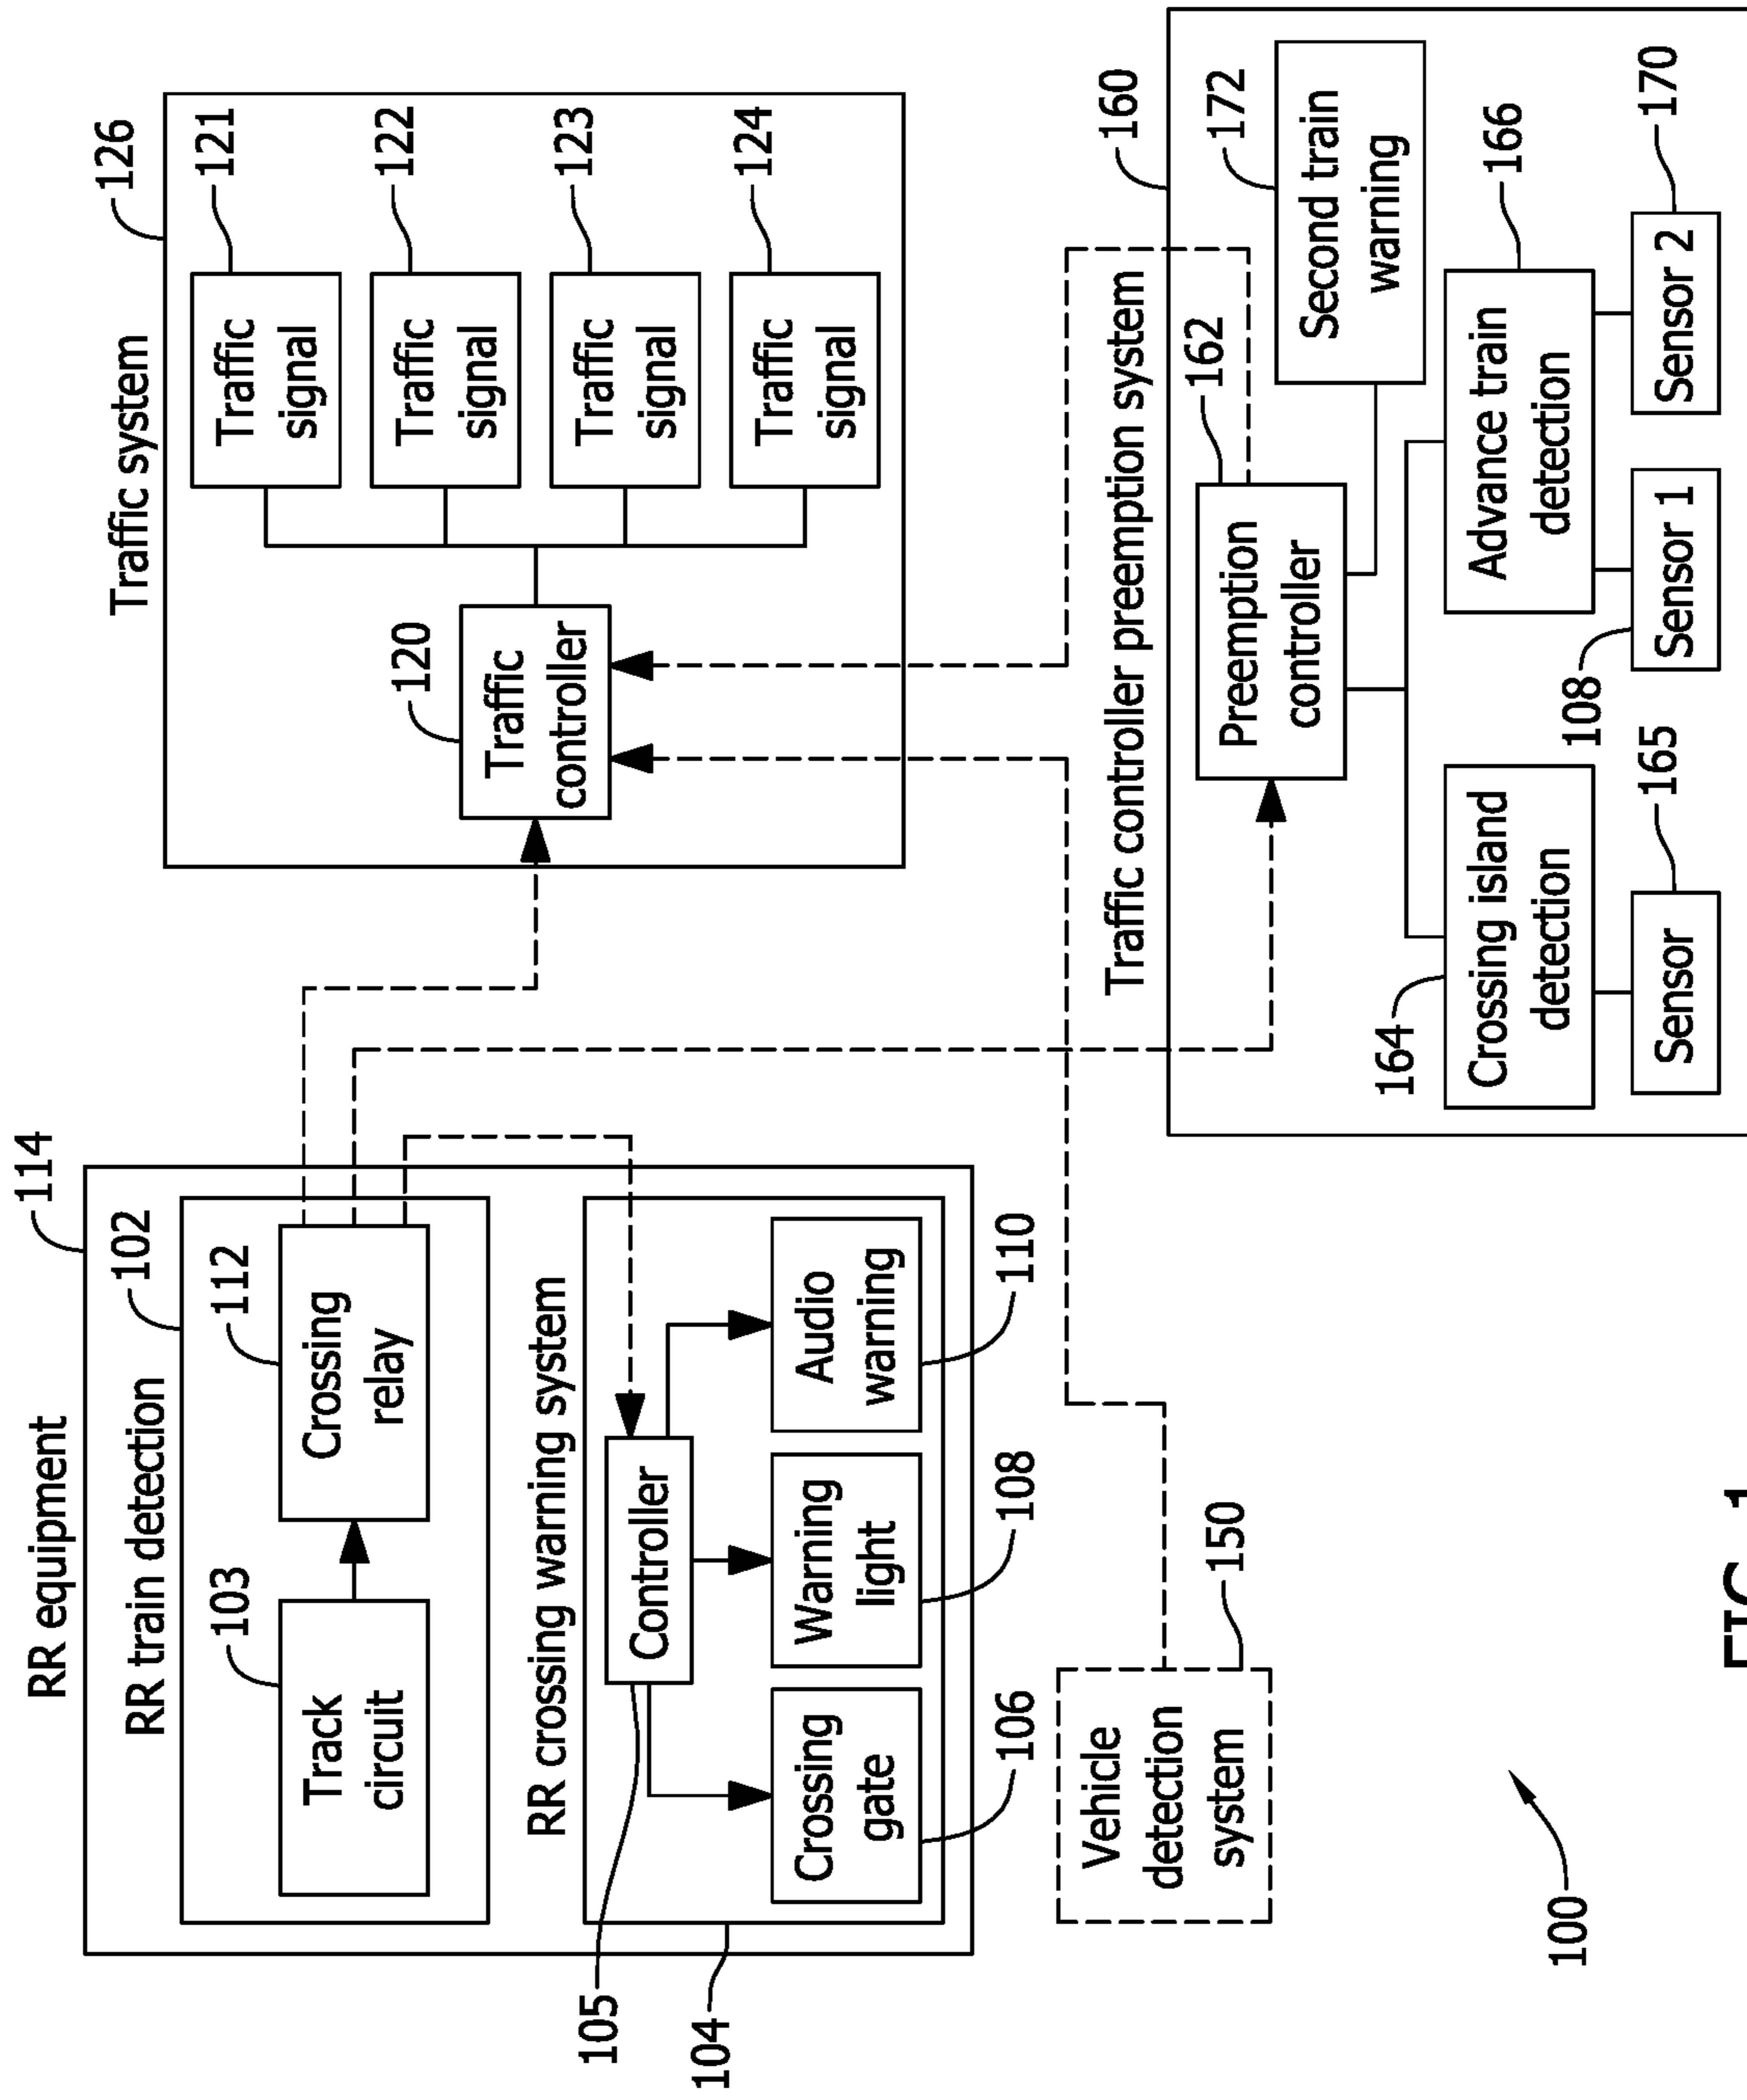 RR equipment
114
RR train detection
102
103
112
Track
circuit
Crossing
relay
RR crossing warning system
105
104
Controller
Crossing
gate
Warning
light
Audio
warning
106
108
110
Vehicle
detection
system
150
100
Traffic system
126
120
Traffic
controller
Traffic
signal
121
Traffic
signal
122
Traffic
signal
123
Traffic
signal
124
Traffic controller preemption system
160
162
Preemption
controller
172
Second train
warning
164
Crossing island
detection
166
Advance train
detection
165
Sensor
108
Sensor 1
170
Sensor 2